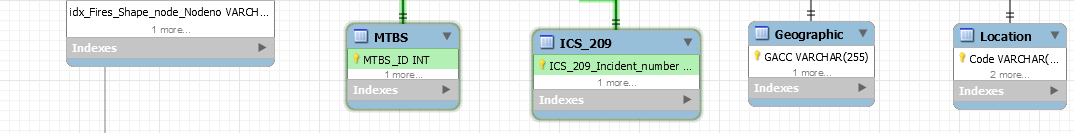 idx_Fires_Shape_node_Nodeno VARCH...
1 more...
Indexes
MTBS
MTBS_ID INT
1 more...
Indexes
ICS_209
ICS_209_Incident_number ...
1 more...
Indexes
Geographic
GACC VARCHAR(255)
1 more...
Indexes
Location
Code VARCHAR(...
2 more...
Indexes